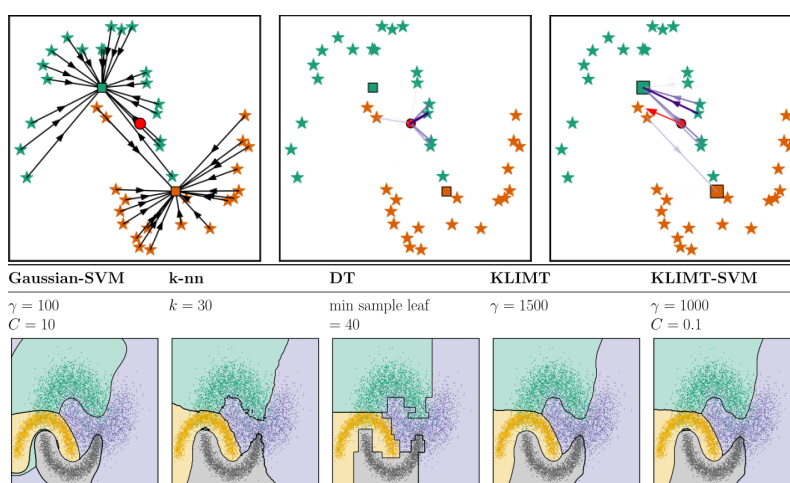 Gaussian-SVM k-nn DT KLIMT KLIMT-SVM
γ = 100 k = 30 min sample leaf γ = 1500 γ = 1000
C = 10 = 40 C = 0.1